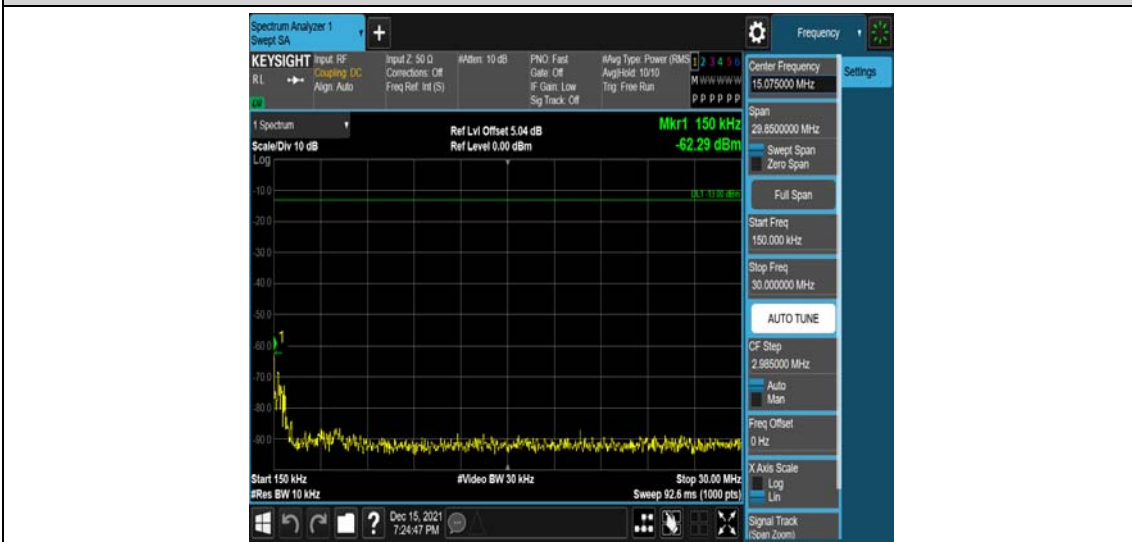 Spectrum Analyzer 1
Swept SA
+
Frequency
KEYSIGHT
RL
Input: RF
Coupling: DC
Align: Auto
Input Z: 50 Ω
Corrections: Off
Freq Ref: Int (S)
#Atten: 10 dB
PNO: Fast
Gate: Off
IF Gain: Low
Sig Track: Off
#Avg Type: Power (RMS
Avg|Hold: 10/10
Trig: Free Run
1 2 3 4 5 6
M W W W W W
P P P P P P
1 Spectrum
Scale/Div 10 dB
Log
Ref Lvl Offset 5.04 dB
Ref Level 0.00 dBm
Mkr1 150 kHz
-62.29 dBm
-10.0
-20.0
-30.0
-40.0
-50.0
-60.0
-70.0
-80.0
-90.0
1
Start 150 kHz
#Res BW 10 kHz
#Video BW 30 kHz
Stop 30.00 MHz
Sweep 92.6 ms (1000 pts)
Dec 15, 2021
7:24:47 PM
Center Frequency
15.075000 MHz
Settings
Span
29.8500000 MHz
Swept Span
Zero Span
Full Span
Start Freq
150.000 kHz
Stop Freq
30.000000 MHz
AUTO TUNE
CF Step
2.985000 MHz
Auto
Man
Freq Offset
0 Hz
X Axis Scale
Log
Lin
Signal Track
(Span Zoom)